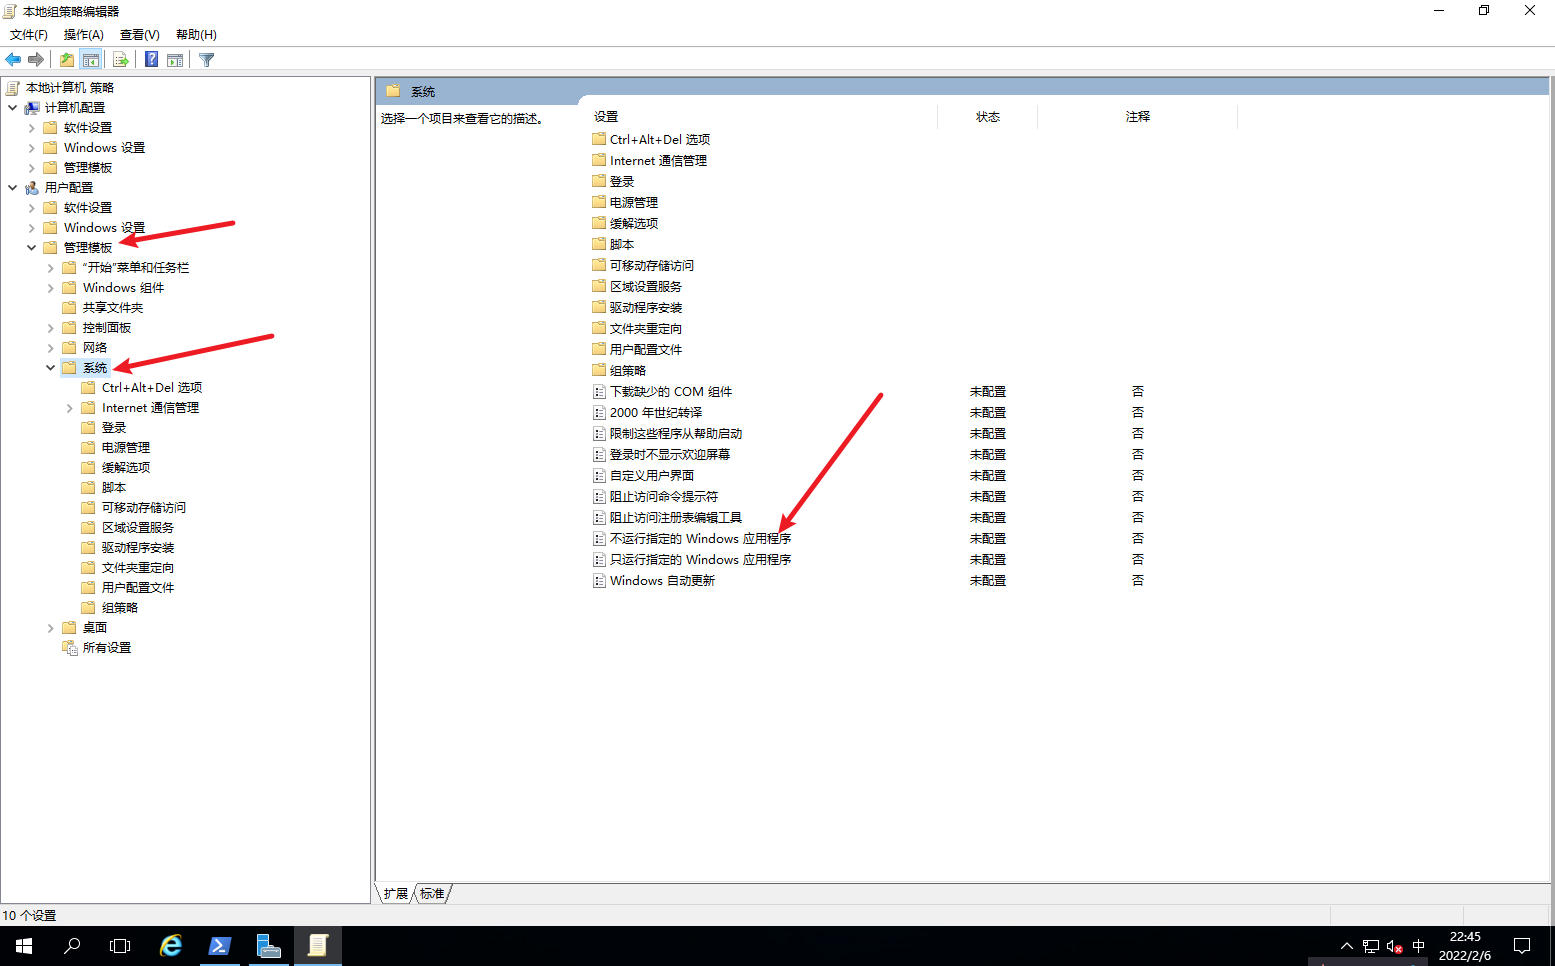 本地组策略编辑器
文件(F) 操作(A) 查看(V) 帮助(H)
本地计算机 策略
计算机配置
软件设置
Windows 设置
管理模板
用户配置
软件设置
Windows 设置
管理模板
“开始”菜单和任务栏
Windows 组件
共享文件夹
控制面板
网络
系统
Ctrl+Alt+Del 选项
Internet 通信管理
登录
电源管理
缓解选项
脚本
可移动存储访问
区域设置服务
驱动程序安装
文件夹重定向
用户配置文件
组策略
桌面
所有设置
系统
选择一个项目来查看它的描述。
设置 状态 注释
Ctrl+Alt+Del 选项
Internet 通信管理
登录
电源管理
缓解选项
脚本
可移动存储访问
区域设置服务
驱动程序安装
文件夹重定向
用户配置文件
组策略
下载缺少的 COM 组件 未配置 否
2000 年世纪转译 未配置 否
限制这些程序从帮助启动 未配置 否
登录时不显示欢迎屏幕 未配置 否
自定义用户界面 未配置 否
阻止访问命令提示符 未配置 否
阻止访问注册表编辑工具 未配置 否
不运行指定的 Windows 应用程序 未配置 否
只运行指定的 Windows 应用程序 未配置 否
Windows 自动更新 未配置 否
扩展 标准
10 个设置
中
22:45
2022/2/6